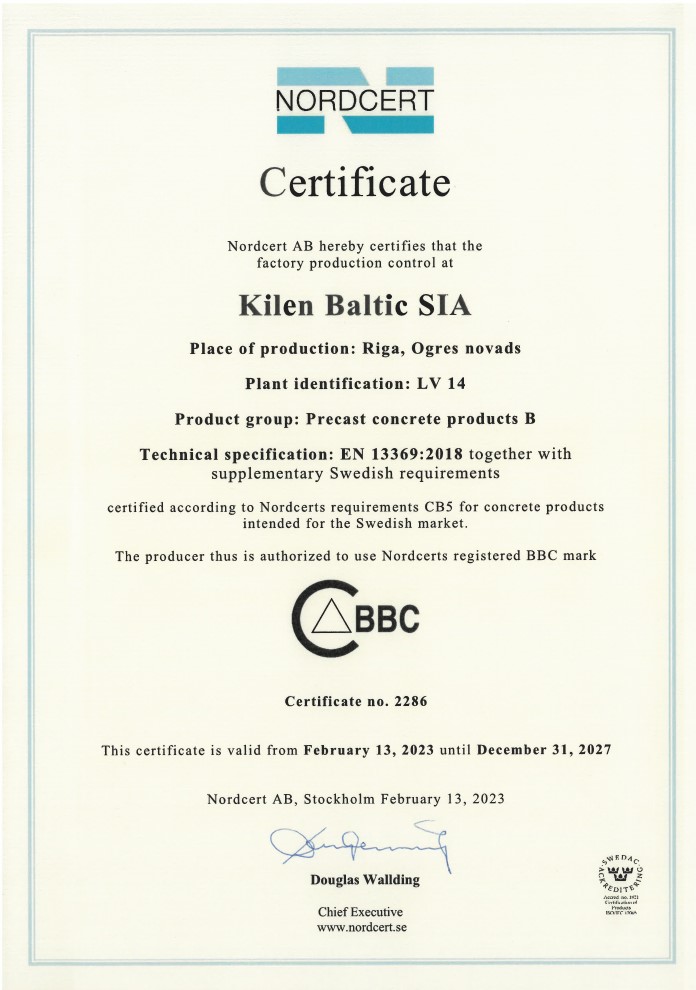 NORDCERT
Certificate
Nordcert AB hereby certifies that the
factory production control at
Kilen Baltic SIA
Place of production: Riga, Ogres novads
Plant identification: LV 14
Product group: Precast concrete products B
Technical specification: EN 13369:2018 together with
supplementary Swedish requirements
certified according to Nordcerts requirements CB5 for concrete products
intended for the Swedish market.
The producer thus is authorized to use Nordcerts registered BBC mark
BBC
Certificate no. 2286
This certificate is valid from February 13, 2023 until December 31, 2027
Nordcert AB, Stockholm February 13, 2023
Douglas Wallding
Chief Executive
www.nordcert.se
SWEDAC
ACKREDITERING
Accred. no. 1921
Certification of
Products
ISO/IEC 17065